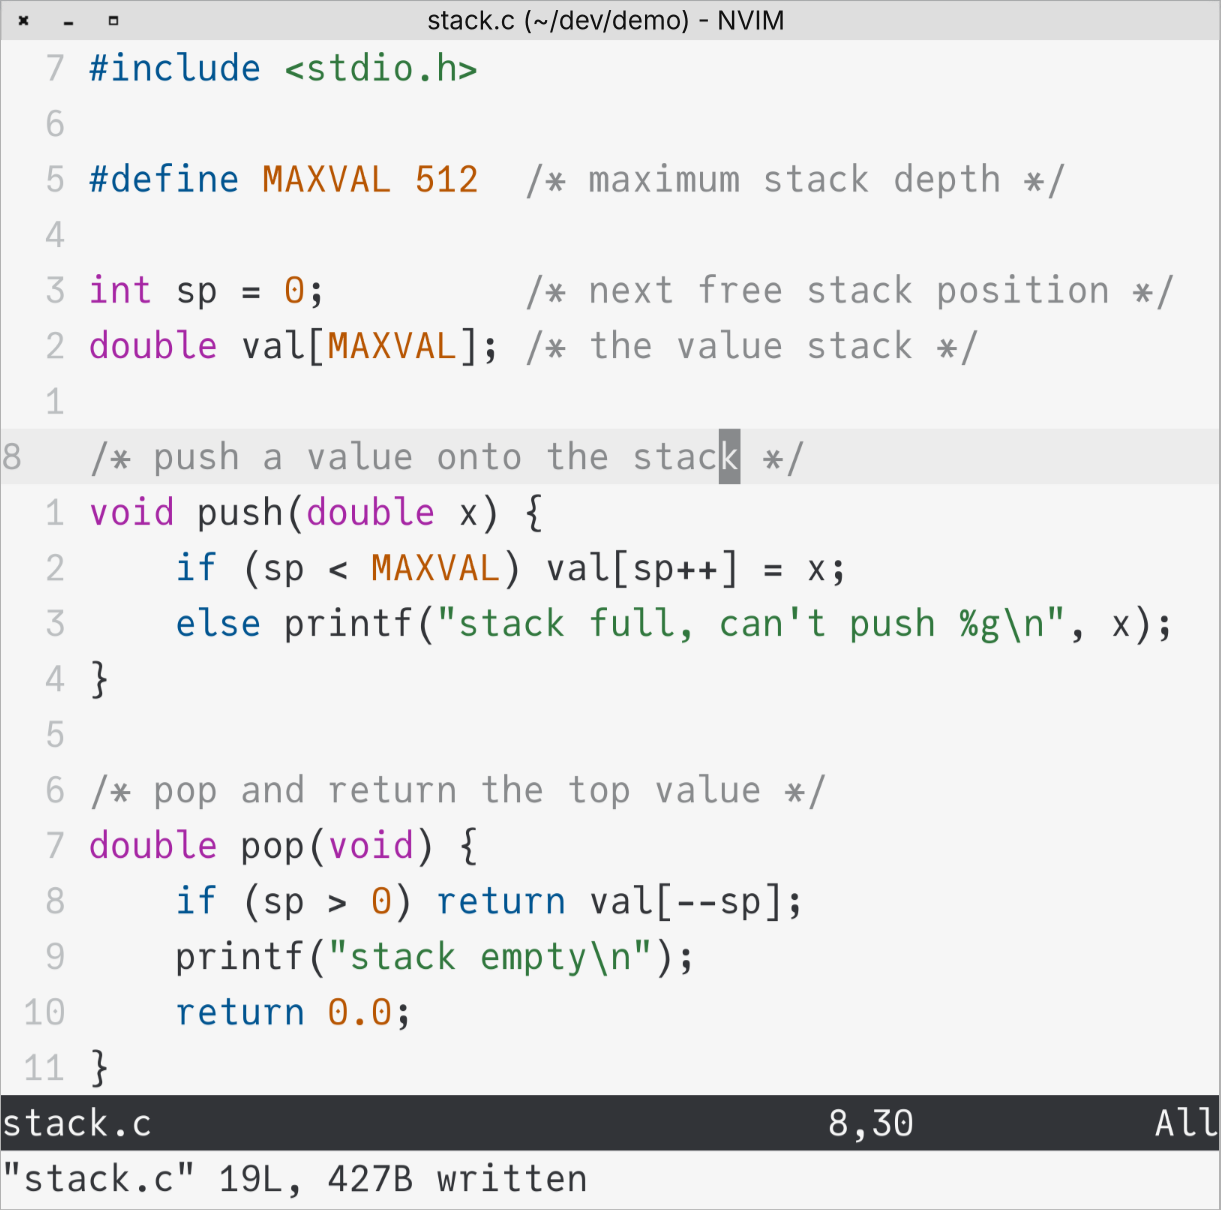 stack.c (~/dev/demo) - NVIM
7 #include <stdio.h>
6
5 #define MAXVAL 512  /* maximum stack depth */
4
3 int sp = 0;         /* next free stack position */
2 double val[MAXVAL]; /* the value stack */
1
8   /* push a value onto the stack */
1 void push(double x) {
2     if (sp < MAXVAL) val[sp++] = x;
3     else printf("stack full, can't push %g\n", x);
4 }
5
6 /* pop and return the top value */
7 double pop(void) {
8     if (sp > 0) return val[--sp];
9     printf("stack empty\n");
10     return 0.0;
11 }
stack.c 8,30 All
"stack.c" 19L, 427B written